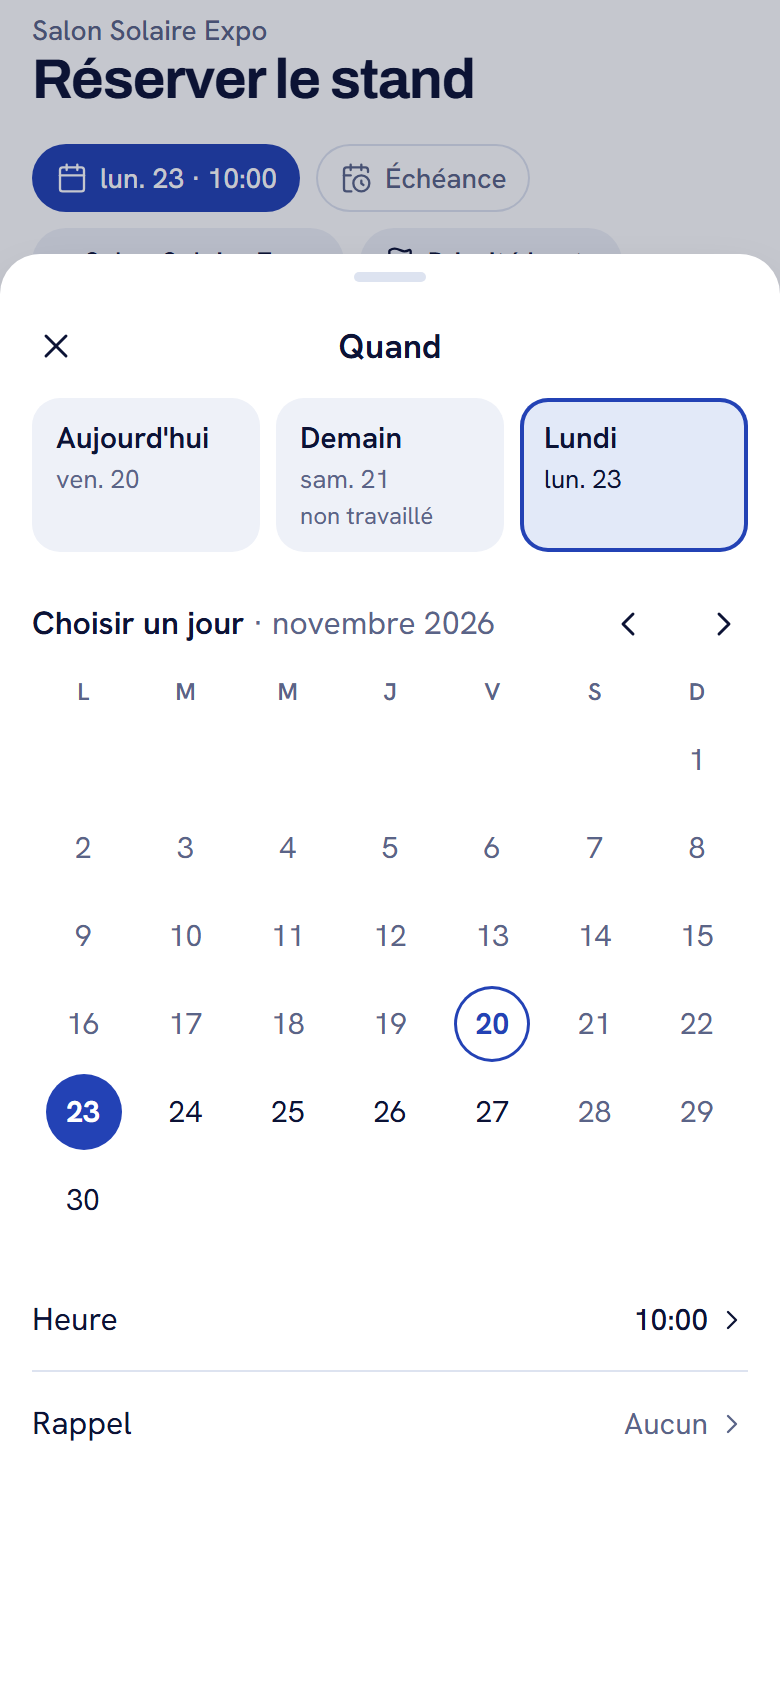 Salon Solaire Expo
Réserver le stand
lun. 23 · 10:00
Échéance
Quand
Aujourd'hui
ven. 20
Demain
sam. 21
non travaillé
Lundi
lun. 23
Choisir un jour · novembre 2026
L M M J V S D
1
2 3 4 5 6 7 8
9 10 11 12 13 14 15
16 17 18 19 20 21 22
23 24 25 26 27 28 29
30
Heure
10:00
Rappel
Aucun